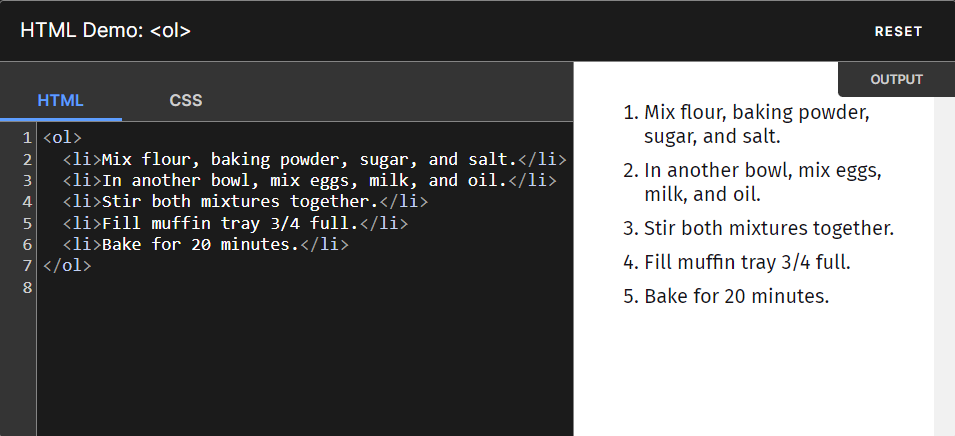 HTML Demo: <ol>
RESET
HTML
CSS
1 <ol>
2   <li>Mix flour, baking powder, sugar, and salt.</li>
3   <li>In another bowl, mix eggs, milk, and oil.</li>
4   <li>Stir both mixtures together.</li>
5   <li>Fill muffin tray 3/4 full.</li>
6   <li>Bake for 20 minutes.</li>
7 </ol>
8
OUTPUT
1. Mix flour, baking powder,
sugar, and salt.
2. In another bowl, mix eggs,
milk, and oil.
3. Stir both mixtures together.
4. Fill muffin tray 3/4 full.
5. Bake for 20 minutes.